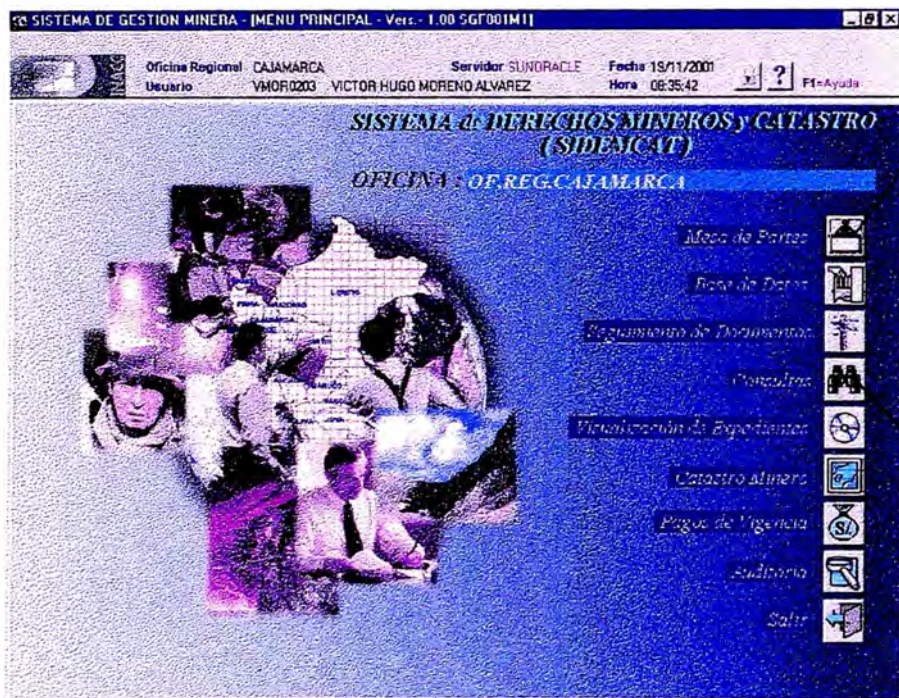 SISTEMA DE GESTION MINERA - [MENU PRINCIPAL - Vers.- 1.00 SGF001M1]
INACC
Oficina Regional CAJAMARCA Servidor SUNORACLE Fecha 19/11/2001
Usuario VMOR0203 VICTOR HUGO MORENO ALVAREZ Hora 08:35:42 ? F1=Ayuda
SISTEMA de DERECHOS MINEROS y CATASTRO
( SIDEMCAT )
OFICINA : OF.REG.CAJAMARCA
Mesa de Partes
Base de Datos
Seguimiento de Documentos
Consultas
Visualización de Expedientes
Catastro Minero
Pagos de Vigencia
S/.
Auditoria
Salir
LORETO